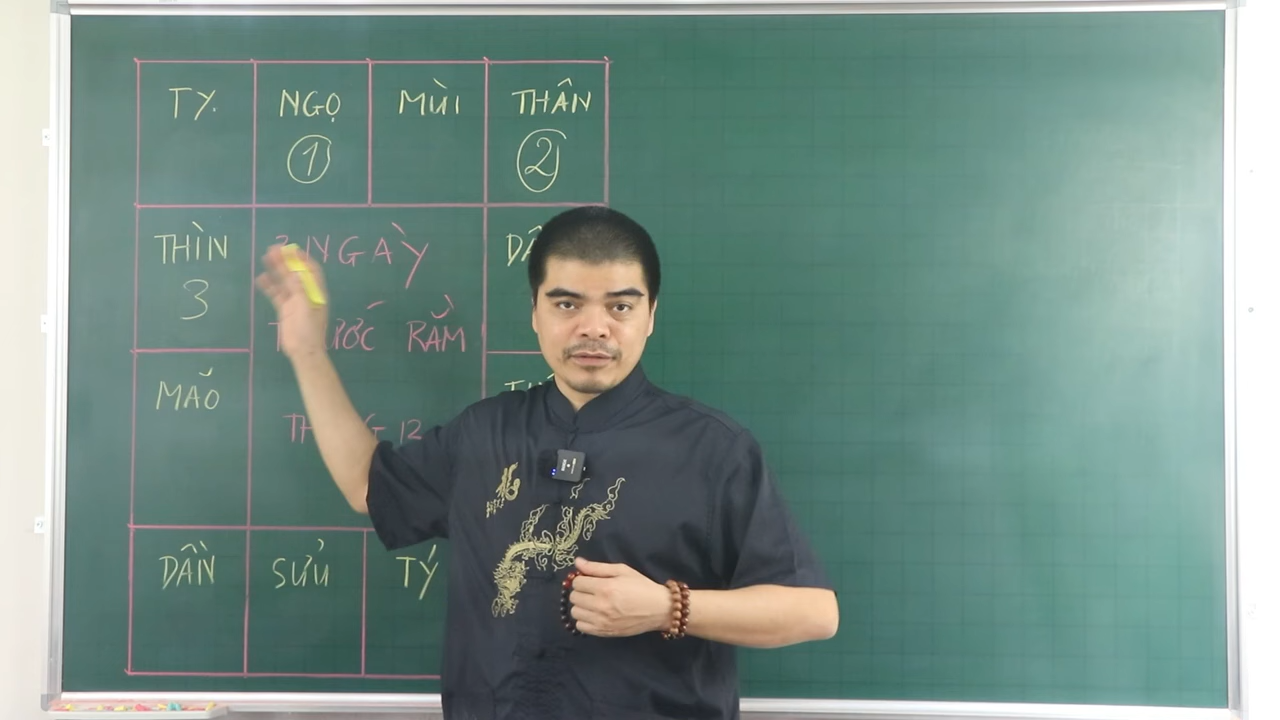 TỴ. NGỌ MÙI THÂN
① ②
THÌN NGÀY
3
RẰM
MÃO
12
DẦN SỬU TÝ